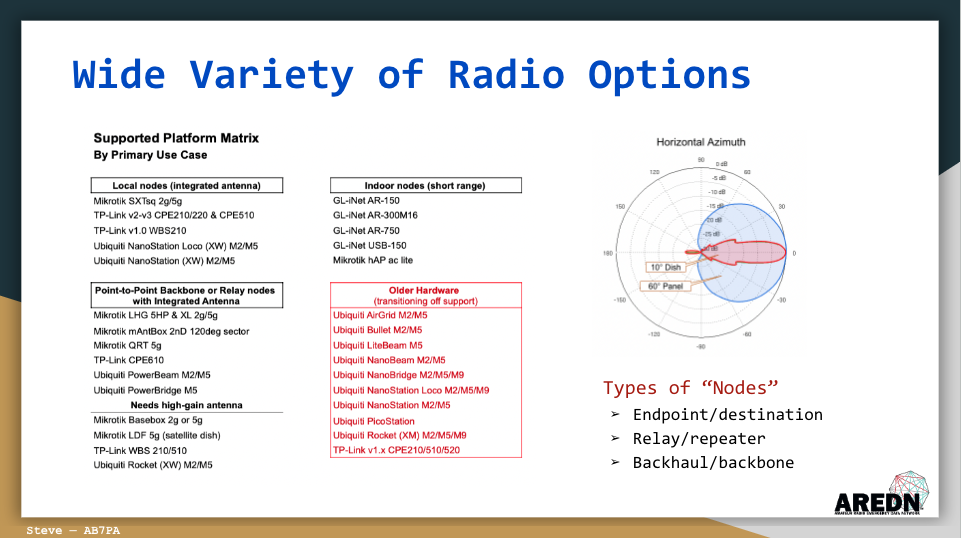 Wide Variety of Radio Options
Supported Platform Matrix
By Primary Use Case
Local nodes (integrated antenna)
Mikrotik SXTsq 2g/5g
TP-Link v2-v3 CPE210/220 & CPE510
TP-Link v1.0 WBS210
Ubiquiti NanoStation Loco (XW) M2/M5
Ubiquiti NanoStation (XW) M2/M5
Point-to-Point Backbone or Relay nodes
with Integrated Antenna
Mikrotik LHG 5HP & XL 2g/5g
Mikrotik mAntBox 2nD 120deg sector
Mikrotik QRT 5g
TP-Link CPE610
Ubiquiti PowerBeam M2/M5
Ubiquiti PowerBridge M5
Needs high-gain antenna
Mikrotik Basebox 2g or 5g
Mikrotik LDF 5g (satellite dish)
TP-Link WBS 210/510
Ubiquiti Rocket (XW) M2/M5
Indoor nodes (short range)
GL-iNet AR-150
GL-iNet AR-300M16
GL-iNet AR-750
GL-iNet USB-150
Mikrotik hAP ac lite
Older Hardware
(transitioning off support)
Ubiquiti AirGrid M2/M5
Ubiquiti Bullet M2/M5
Ubiquiti LiteBeam M5
Ubiquiti NanoBeam M2/M5
Ubiquiti NanoBridge M2/M5/M9
Ubiquiti NanoStation Loco M2/M5/M9
Ubiquiti NanoStation M2/M5
Ubiquiti PicoStation
Ubiquiti Rocket (XM) M2/M5/M9
TP-Link v1.x CPE210/510/520
Horizontal Azimuth
90
0 dB
120
60
-5 dB
-10 dB
150
-15 dB
30
-20 dB
-25 dB
180
0
10° Dish
60° Panel
-150
-30
-120
-60
-90
Types of “Nodes”
➢ Endpoint/destination
➢ Relay/repeater
➢ Backhaul/backbone
AREDN
AMATEUR RADIO EMERGENCY DATA NETWORK
Steve — AB7PA